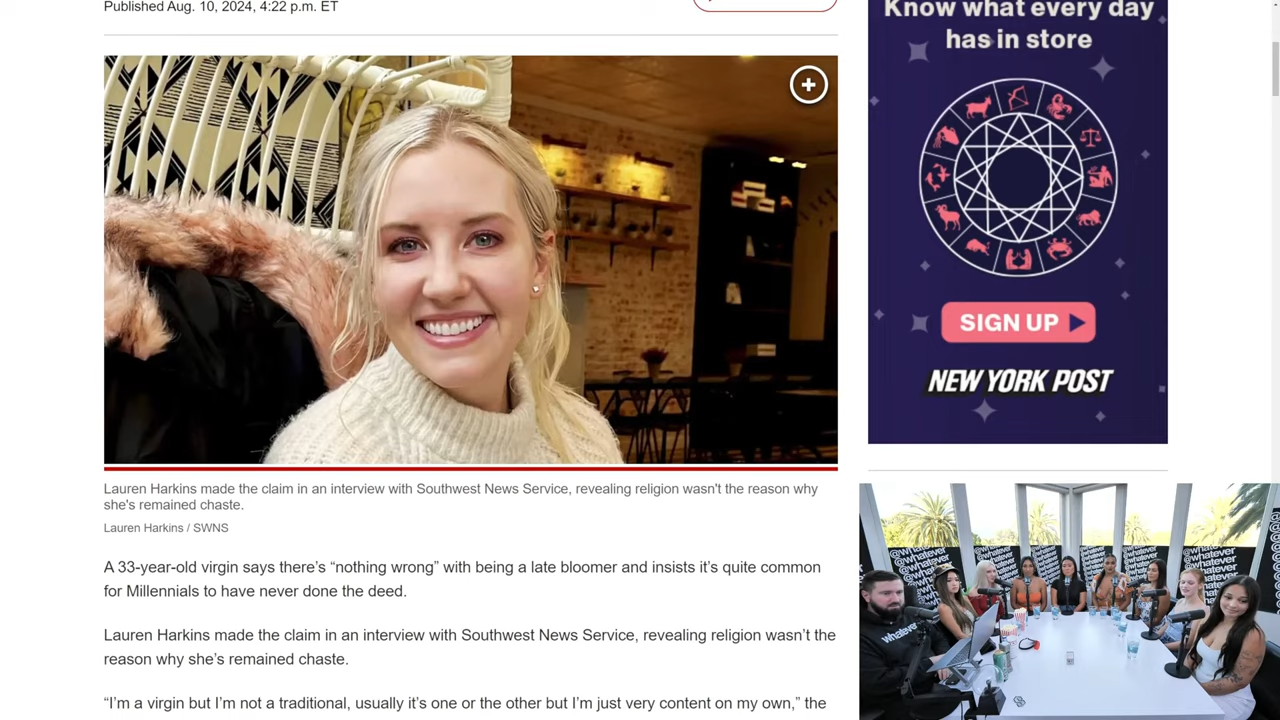 Published Aug. 10, 2024, 4:22 p.m. ET
Know what every day
has in store
SIGN UP
NEW YORK POST
Lauren Harkins made the claim in an interview with Southwest News Service, revealing religion wasn't the reason why
she's remained chaste.
Lauren Harkins / SWNS
A 33-year-old virgin says there’s “nothing wrong” with being a late bloomer and insists it’s quite common
for Millennials to have never done the deed.
Lauren Harkins made the claim in an interview with Southwest News Service, revealing religion wasn’t the
reason why she’s remained chaste.
“I’m a virgin but I’m not a traditional, usually it’s one or the other but I’m just very content on my own,” the
@whatever
@whatever
@whatever
whatever